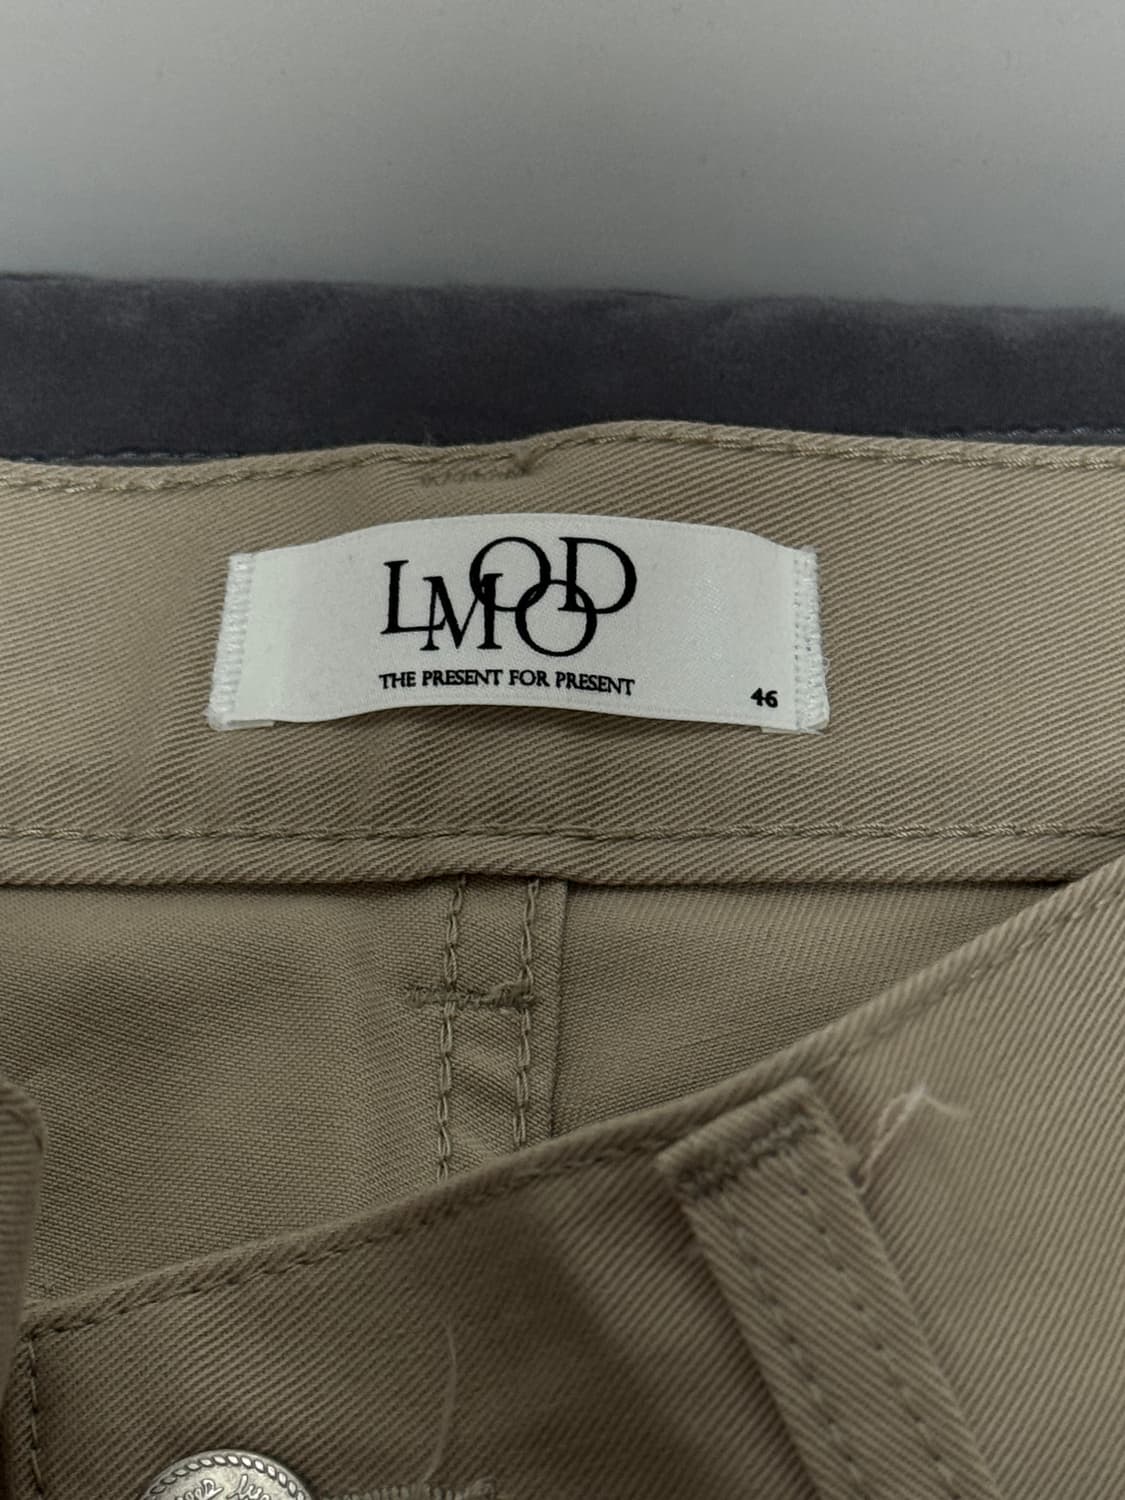 LMOOD
THE PRESENT FOR PRESENT
46